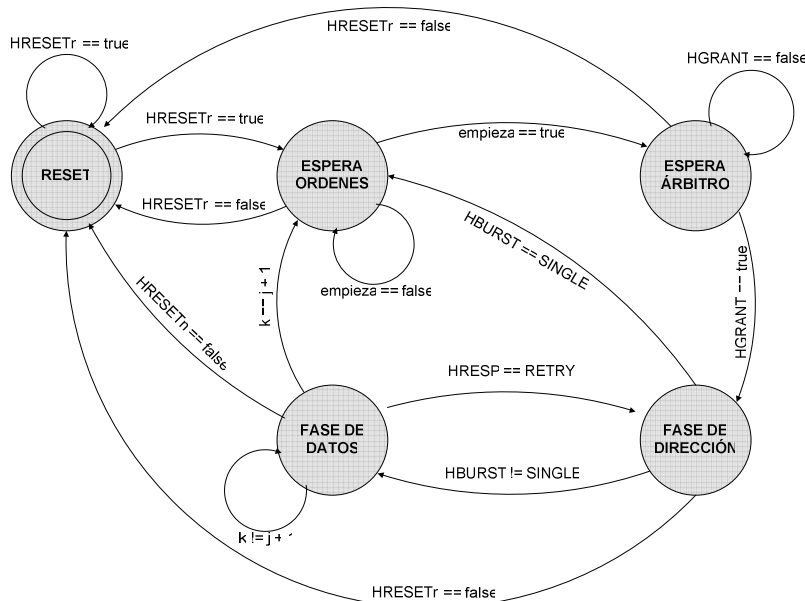 HRESETr == false
HRESETr == true
HGRANT == false
HRESETr == true
empieza == true
RESET
ESPERA
ORDENES
ESPERA
ÁRBITRO
HRESETr == false
HBURST == SINGLE
empieza == false
k == j + 1
HGRANT == true
HRESETn == false
HRESP == RETRY
FASE DE
DATOS
FASE DE
DIRECCIÓN
HBURST != SINGLE
k != j +
HRESETr == false